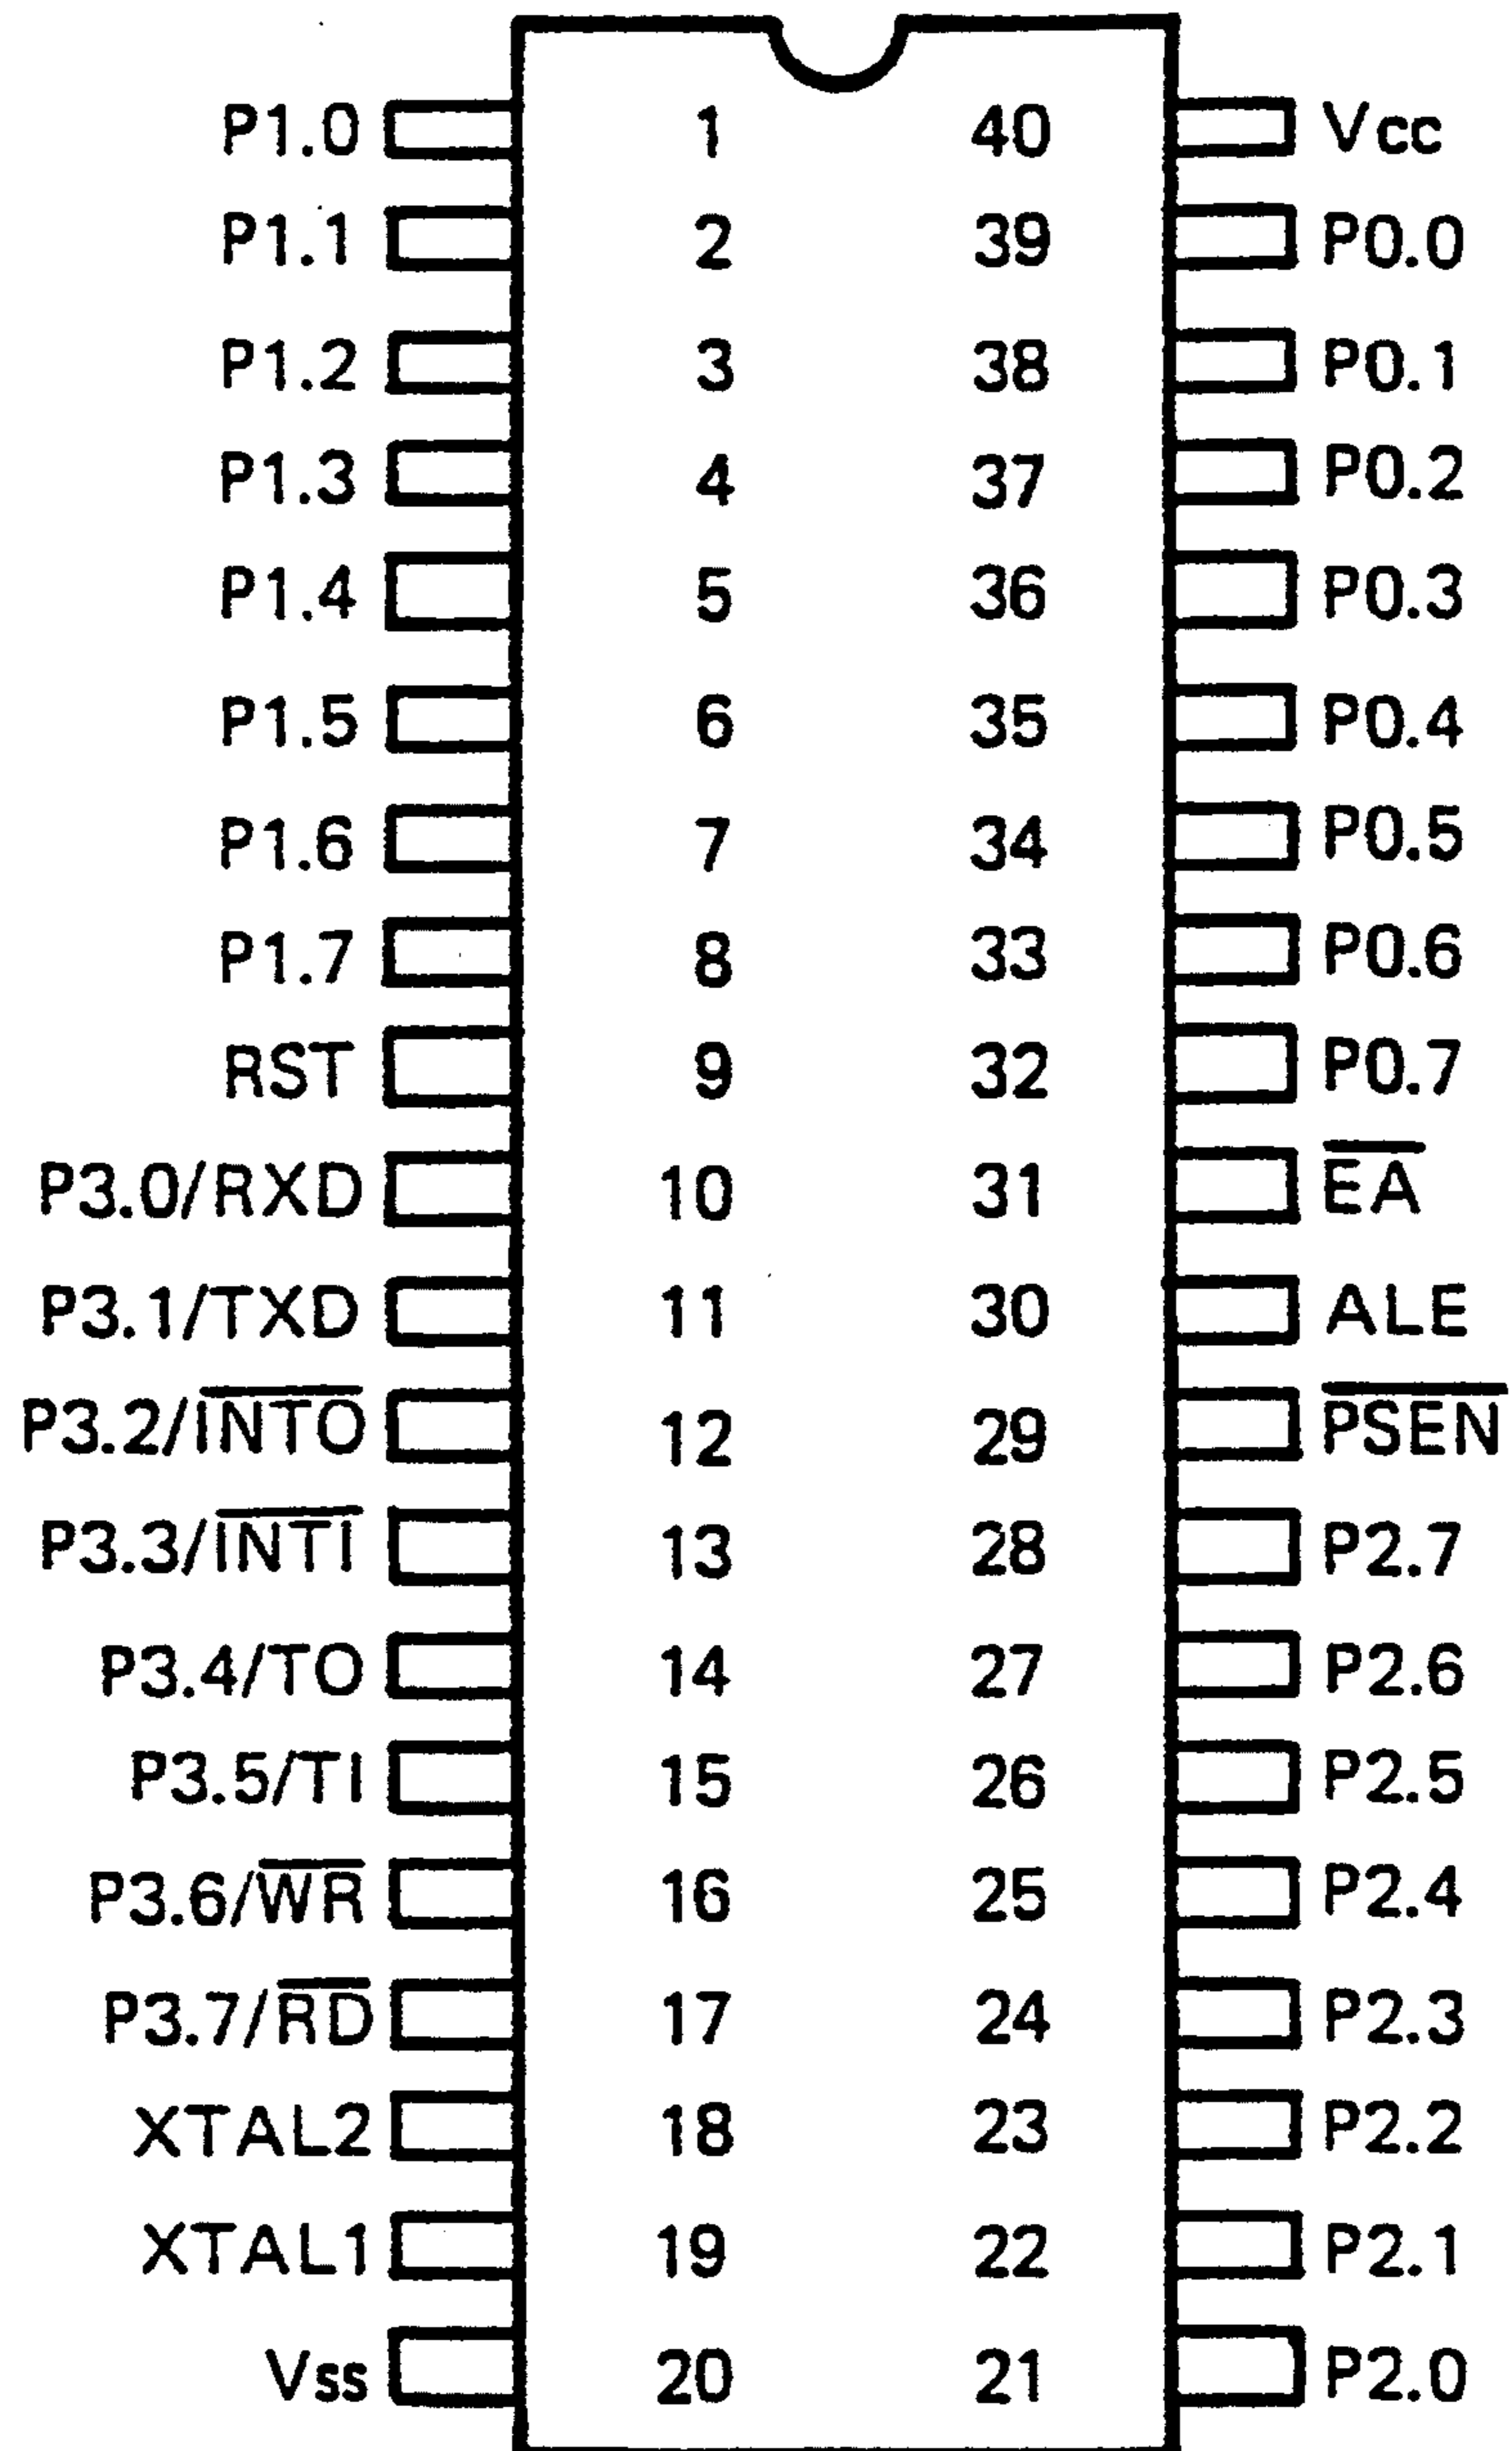 P1.0 1 40 Vcc
P1.1 2 39 P0.0
P1.2 3 38 P0.1
P1.3 4 37 P0.2
P1.4 5 36 P0.3
P1.5 6 35 P0.4
P1.6 7 34 P0.5
P1.7 8 33 P0.6
RST 9 32 P0.7
P3.0/RXD 10 31 E̅A̅
P3.1/TXD 11 30 ALE
P3.2/I̅N̅T̅O̅ 12 29 P̅S̅E̅N̅
P3.3/I̅N̅T̅I̅ 13 28 P2.7
P3.4/TO 14 27 P2.6
P3.5/TI 15 26 P2.5
P3.6/W̅R̅ 16 25 P2.4
P3.7/R̅D̅ 17 24 P2.3
XTAL2 18 23 P2.2
XTAL1 19 22 P2.1
Vss 20 21 P2.0